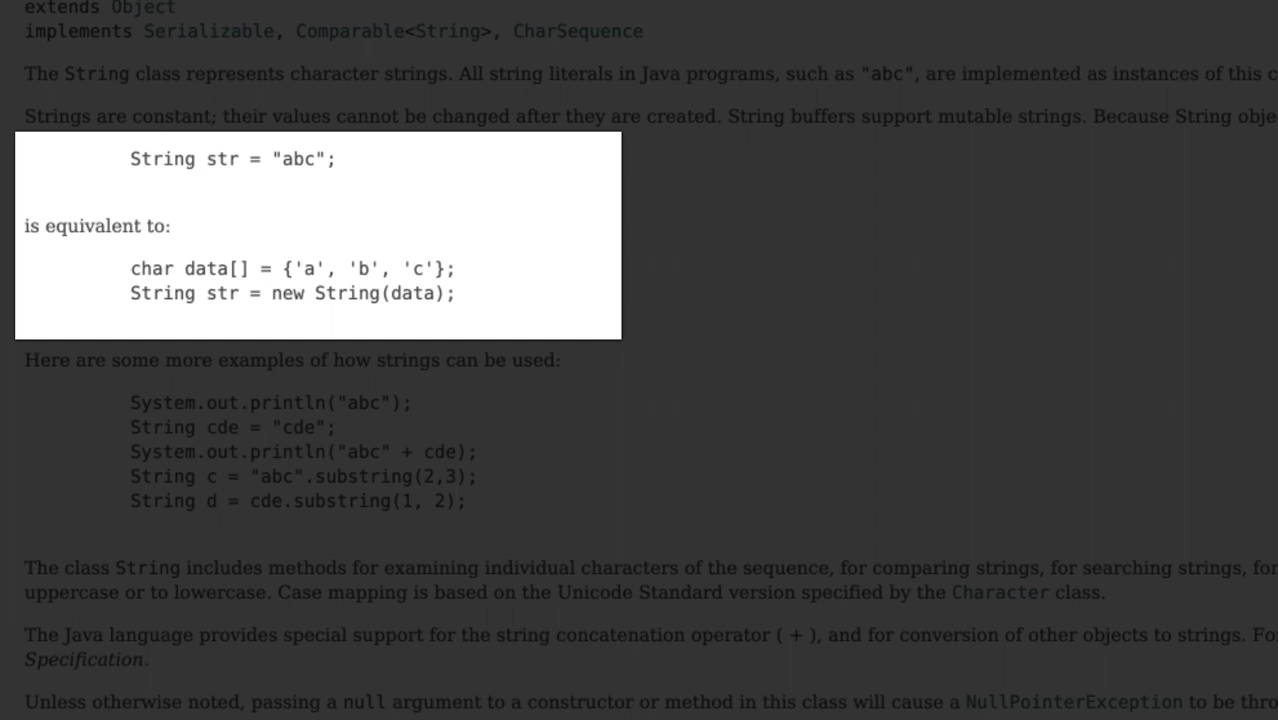 extends Object
implements Serializable, Comparable<String>, CharSequence
The String class represents character strings. All string literals in Java programs, such as "abc", are implemented as instances of this
Strings are constant; their values cannot be changed after they are created. String buffers support mutable strings. Because String
String str = "abc";
is equivalent to:
char data[] = {'a', 'b', 'c'};
String str = new String(data);
Here are some more examples of how strings can be used:
System.out.println("abc");
String cde = "cde";
System.out.println("abc" + cde);
String c = "abc".substring(2,3);
String d = cde.substring(1, 2);
The class String includes methods for examining individual characters of the sequence, for comparing strings, for searching strings, for
uppercase or to lowercase. Case mapping is based on the Unicode Standard version specified by the Character class.
The Java language provides special support for the string concatenation operator ( + ), and for conversion of other objects to strings.
Specification.
Unless otherwise noted, passing a null argument to a constructor or method in this class will cause a NullPointerException to be